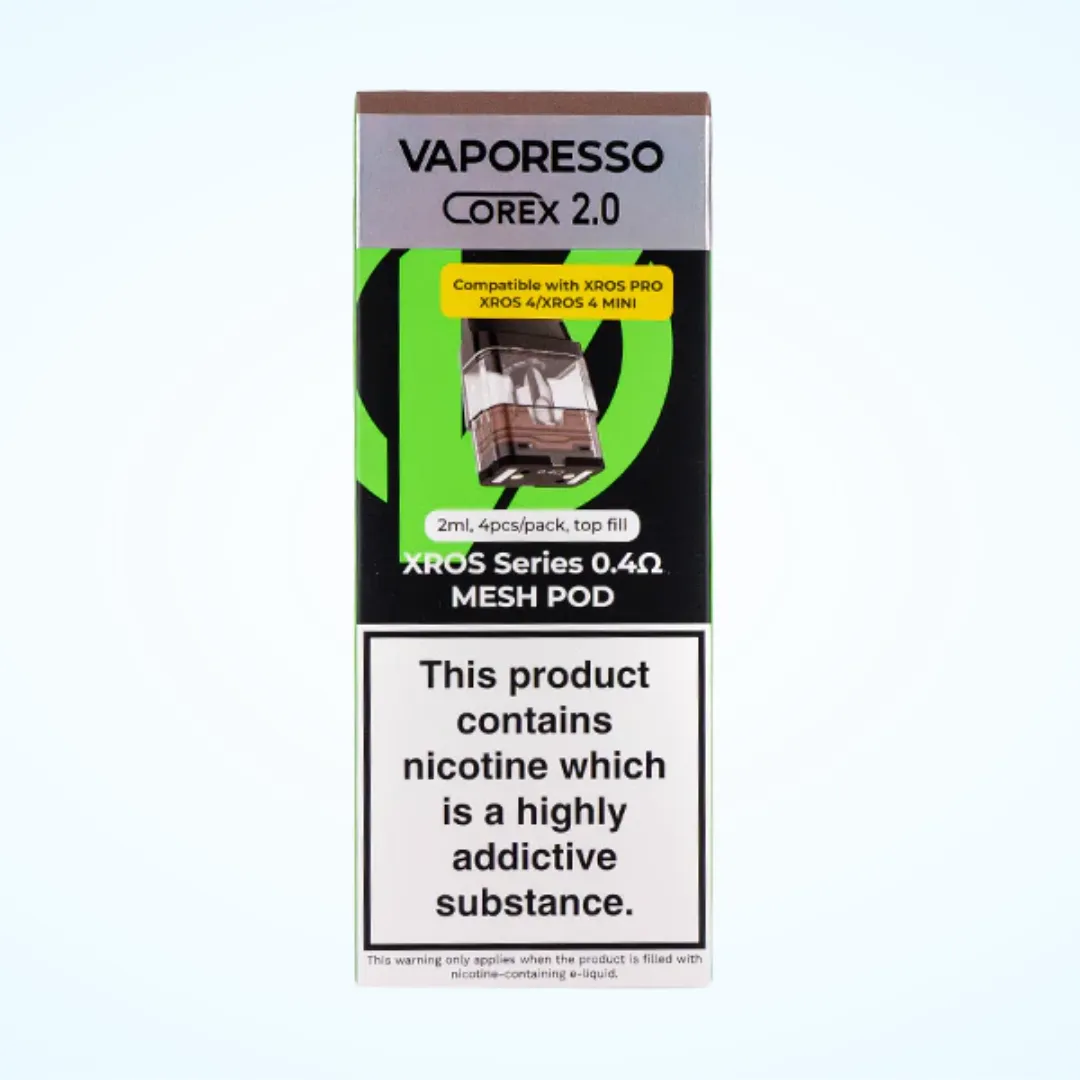 VAPORESSO
COREX 2.0
Compatible with XROS PRO
XROS 4/XROS 4 MINI
0.4Ω
2ml, 4pcs/pack, top fill
XROS Series 0.4Ω
MESH POD
This product
contains
nicotine which
is a highly
addictive
substance.
This warning only applies when the product is filled with
nicotine-containing e-liquid.